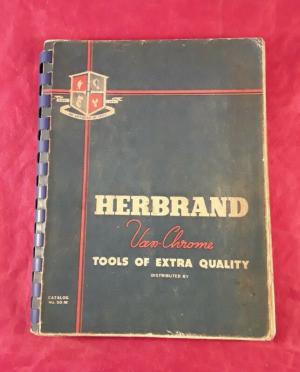 HERBRAND
Van-Chrome
TOOLS OF EXTRA QUALITY
DISTRIBUTED BY
CATALOG